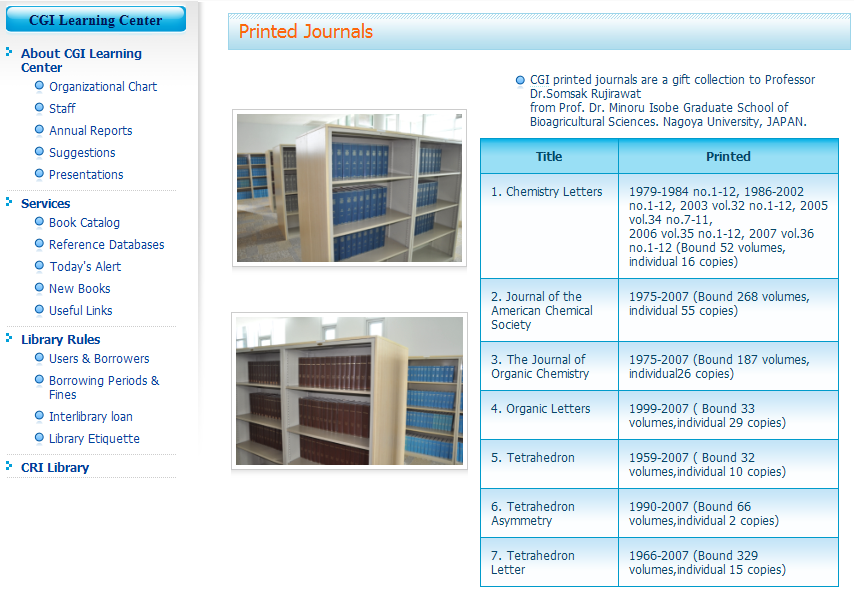 CGI Learning Center
About CGI Learning
Center
Organizational Chart
Staff
Annual Reports
Suggestions
Presentations
Services
Book Catalog
Reference Databases
Today's Alert
New Books
Useful Links
Library Rules
Users & Borrowers
Borrowing Periods &
Fines
Interlibrary loan
Library Etiquette
CRI Library
Printed Journals
CGI printed journals are a gift collection to Professor
Dr.Somsak Rujirawat
from Prof. Dr. Minoru Isobe Graduate School of
Bioagricultural Sciences. Nagoya University, JAPAN.
Title
Printed
1. Chemistry Letters
1979-1984 no.1-12, 1986-2002
no.1-12, 2003 vol.32 no.1-12, 2005
vol.34 no.7-11,
2006 vol.35 no.1-12, 2007 vol.36
no.1-12 (Bound 52 volumes,
individual 16 copies)
2. Journal of the
American Chemical
Society
1975-2007 (Bound 268 volumes,
individual 55 copies)
3. The Journal of
Organic Chemistry
1975-2007 (Bound 187 volumes,
individual26 copies)
4. Organic Letters
1999-2007 ( Bound 33
volumes,individual 29 copies)
5. Tetrahedron
1959-2007 ( Bound 32
volumes,individual 10 copies)
6. Tetrahedron
Asymmetry
1990-2007 (Bound 66
volumes,individual 2 copies)
7. Tetrahedron
Letter
1966-2007 (Bound 329
volumes,individual 15 copies)